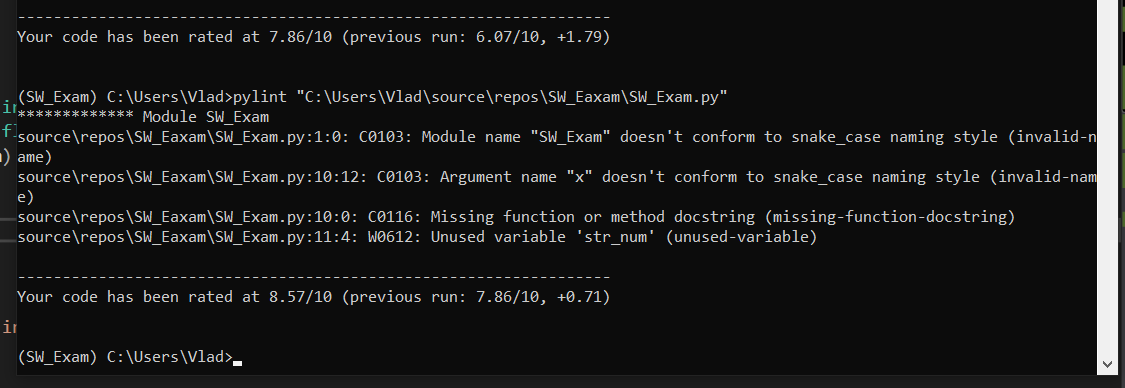 -----------------------------------------------------------------
Your code has been rated at 7.86/10 (previous run: 6.07/10, +1.79)
(SW_Exam) C:\Users\Vlad>pylint "C:\Users\Vlad\source\repos\SW_Eaxam\SW_Exam.py"
************* Module SW_Exam
source\repos\SW_Eaxam\SW_Exam.py:1:0: C0103: Module name "SW_Exam" doesn't conform to snake_case naming style (invalid-n
ame)
source\repos\SW_Eaxam\SW_Exam.py:10:12: C0103: Argument name "x" doesn't conform to snake_case naming style (invalid-nam
e)
source\repos\SW_Eaxam\SW_Exam.py:10:0: C0116: Missing function or method docstring (missing-function-docstring)
source\repos\SW_Eaxam\SW_Exam.py:11:4: W0612: Unused variable 'str_num' (unused-variable)
-----------------------------------------------------------------
Your code has been rated at 8.57/10 (previous run: 7.86/10, +0.71)
(SW_Exam) C:\Users\Vlad>